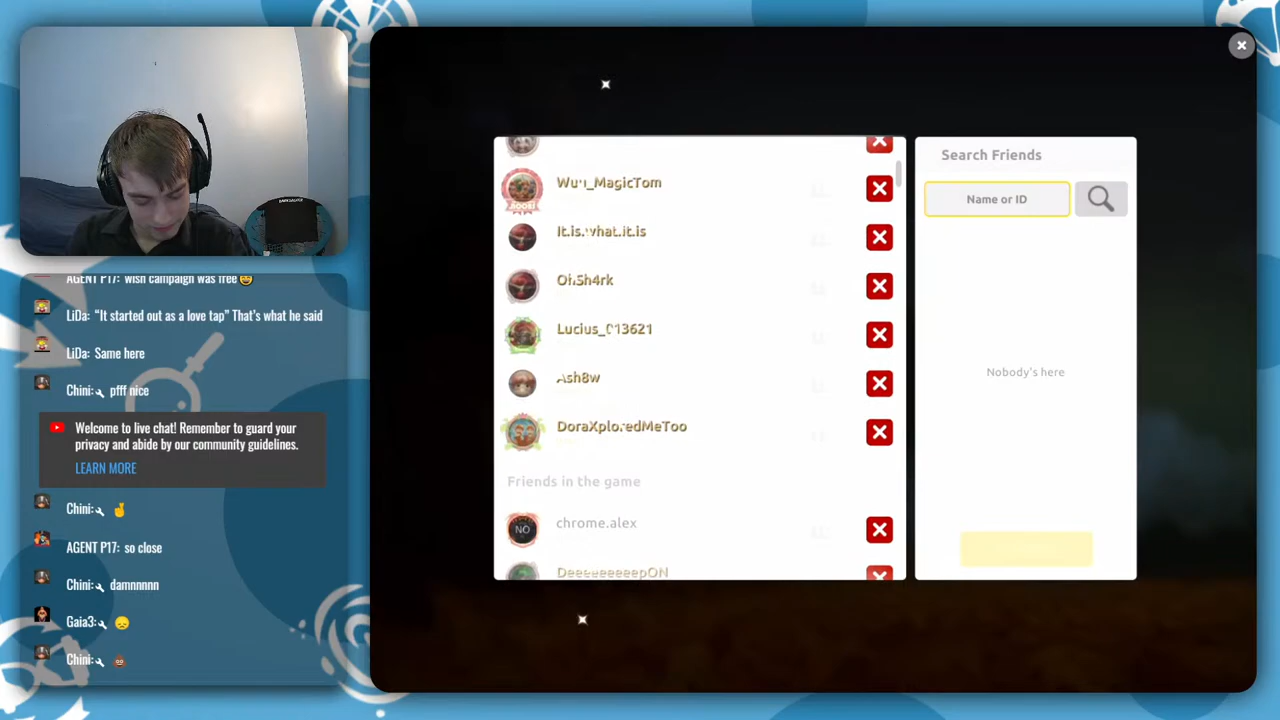 AGENT P17: wish campaign was free
LiDa: “It started out as a love tap” That’s what he said
LiDa: Same here
Chini: pfff nice
Welcome to live chat! Remember to guard your
privacy and abide by our community guidelines.
LEARN MORE
Chini:
AGENT P17: so close
Chini: damnnnnn
Gaia3:
Chini:
It.is.what.it.is
OhSh4rk
Lucius_013621
Ash8w
DoraXploredMeToo
Friends in the game
NO
chrome.alex
Search Friends
Name or ID
Nobody's here